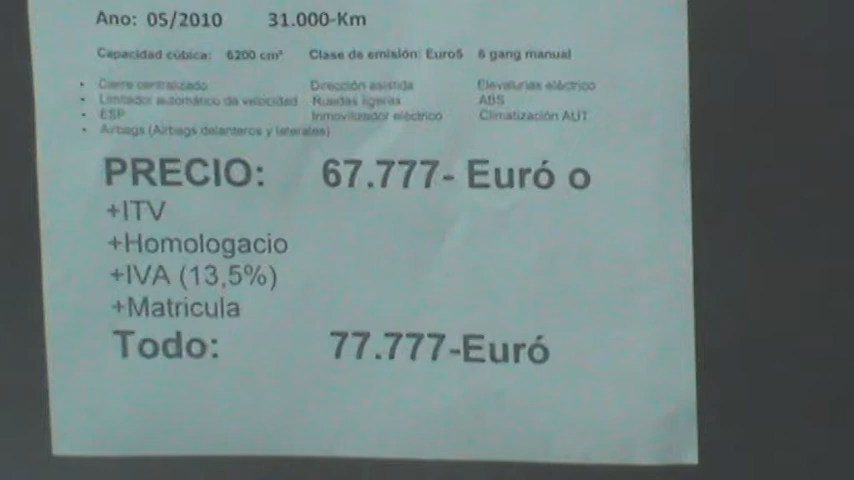 Ano: 05/2010 31.000-Km
Capacidad cúbica: 6200 cm³ Clase de emisión: Euro5 6 gang manual
• Cierre centralizado Dirección asistida Elevalunas eléctrico
• Limitador automático de velocidad Ruedas ligeras ABS
• ESP Inmovilizador eléctrico Climatización AUT
• Airbags (Airbags delanteros y laterales)
PRECIO: 67.777- Euró o
+ITV
+Homologacio
+IVA (13,5%)
+Matricula
Todo: 77.777-Euró